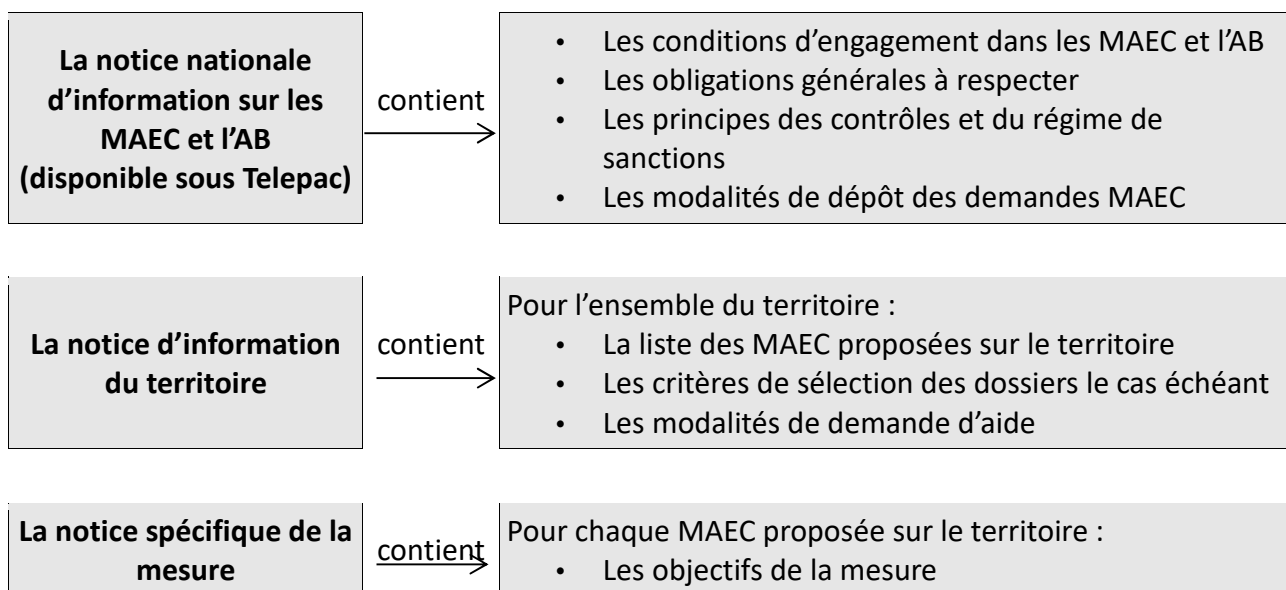 La notice nationale
d'information sur les
MAEC et l'AB
(disponible sous Telepac)
contient
• Les conditions d'engagement dans les MAEC et l'AB
• Les obligations générales à respecter
• Les principes des contrôles et du régime de
sanctions
• Les modalités de dépôt des demandes MAEC
La notice d'information
du territoire
contient
Pour l'ensemble du territoire :
• La liste des MAEC proposées sur le territoire
• Les critères de sélection des dossiers le cas échéant
• Les modalités de demande d'aide
La notice spécifique de la
mesure
contient
Pour chaque MAEC proposée sur le territoire :
• Les objectifs de la mesure